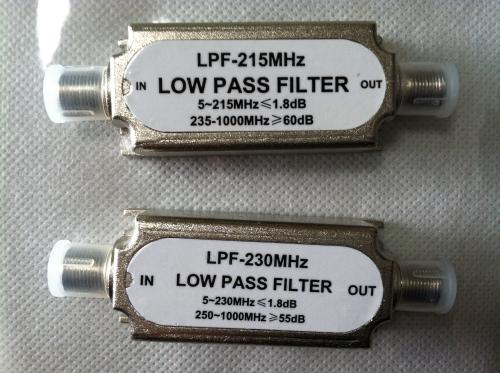 LPF-215MHz
IN LOW PASS FILTER OUT
5~215MHz≤1.8dB
235-1000MHz≥60dB
LPF-230MHz
IN LOW PASS FILTER OUT
5~230MHz≤1.8dB
250~1000MHz≥55dB